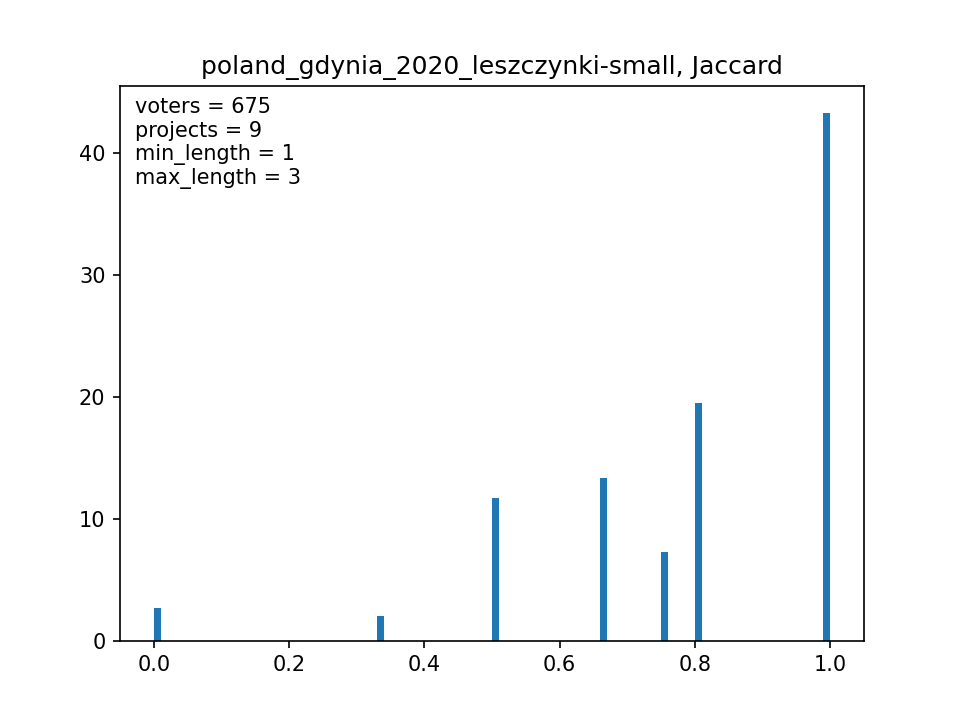 poland_gdynia_2020_leszczynki-small, Jaccard
voters = 675
projects = 9
min_length = 1
max_length = 3
40
30
20
10
0
0.0 0.2 0.4 0.6 0.8 1.0